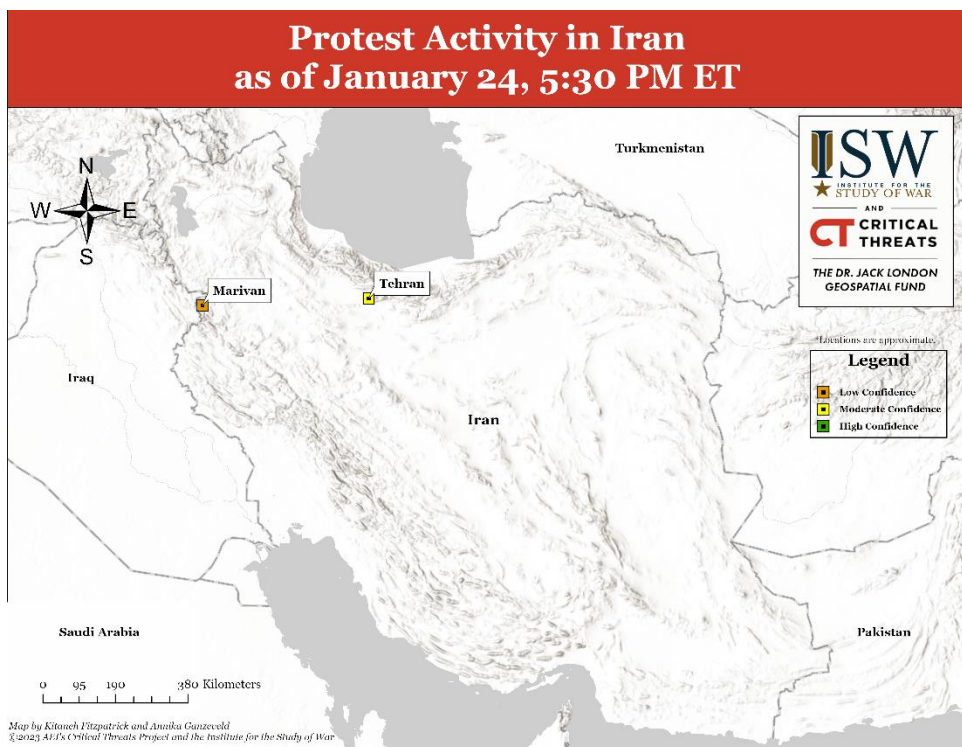 Protest Activity in Iran
as of January 24, 5:30 PM ET
N
W E
S
Turkmenistan
ISW
INSTITUTE FOR THE
STUDY OF WAR
AND
CT CRITICAL
THREATS
THE DR. JACK LONDON
GEOSPATIAL FUND
Marivan
Tehran
*Locations are approximate.
Legend
Low Confidence
Moderate Confidence
High Confidence
Iraq
Iran
Saudi Arabia
Pakistan
0 95 190 380 Kilometers
Map by Kitaneh Fitzpatrick and Annika Ganzeveld
©2023 AEI's Critical Threats Project and the Institute for the Study of War